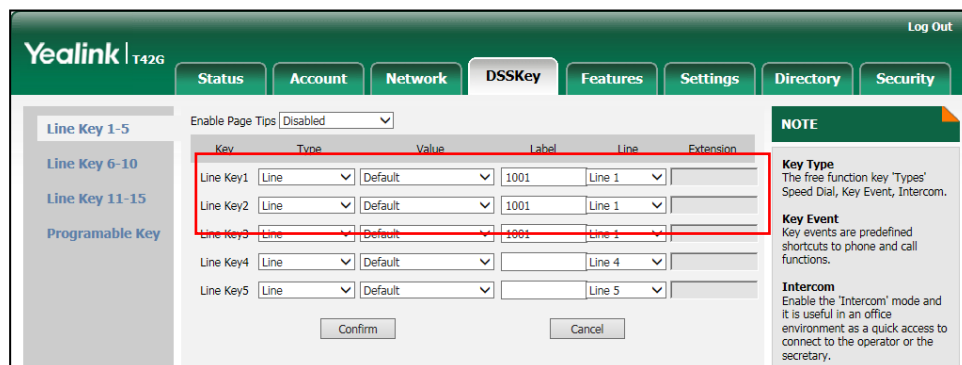 Log Out
Yealink T42G
Status Account Network DSSKey Features Settings Directory Security
Line Key 1-5
Line Key 6-10
Line Key 11-15
Programable Key
Enable Page Tips Disabled
Key Type Value Label Line Extension
Line Key1 Line Default 1001 Line 1
Line Key2 Line Default 1001 Line 1
Line Key3 Line Default 1001 Line 1
Line Key4 Line Default Line 4
Line Key5 Line Default Line 5
Confirm Cancel
NOTE
Key Type
The free function key 'Types'
Speed Dial, Key Event, Intercom.
Key Event
Key events are predefined
shortcuts to phone and call
functions.
Intercom
Enable the 'Intercom' mode and
it is useful in an office
environment as a quick access to
connect to the operator or the
secretary.